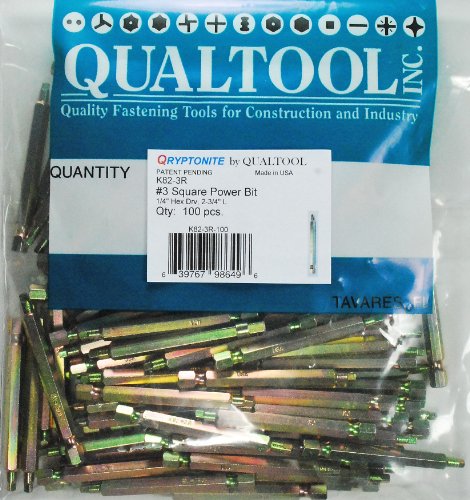 QUALTOOL INC.
Quality Fastening Tools for Construction and Industry
QUANTITY
QRYPTONITE by QUALTOOL
PATENT PENDING Made in USA
K62-3R
#3 Square Power Bit
1/4" Hex Drv. 2-3/4" L
Qty: 100 pcs.
K62-3R-100
6 39767 98649 6
TAVARES, FL